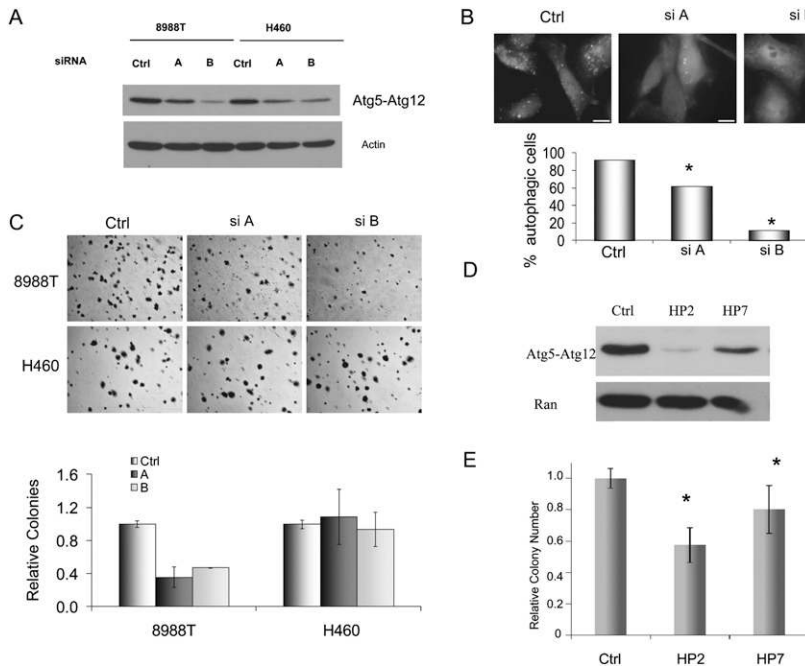 A
8988T
H460
siRNA
Ctrl A B Ctrl A B
Atg5-Atg12
Actin
B
Ctrl si A si
% autophagic cells
100
80
60
40
20
0
*
*
Ctrl si A si B
C
Ctrl si A si B
8988T
H460
Relative Colonies
1.6
1.2
0.8
0.4
0.0
Ctrl
A
B
8988T H460
D
Ctrl HP2 HP7
Atg5-Atg12
Ran
E
Relative Colony Number
1.0
0.8
0.6
0.4
0.2
0
*
*
Ctrl HP2 HP7